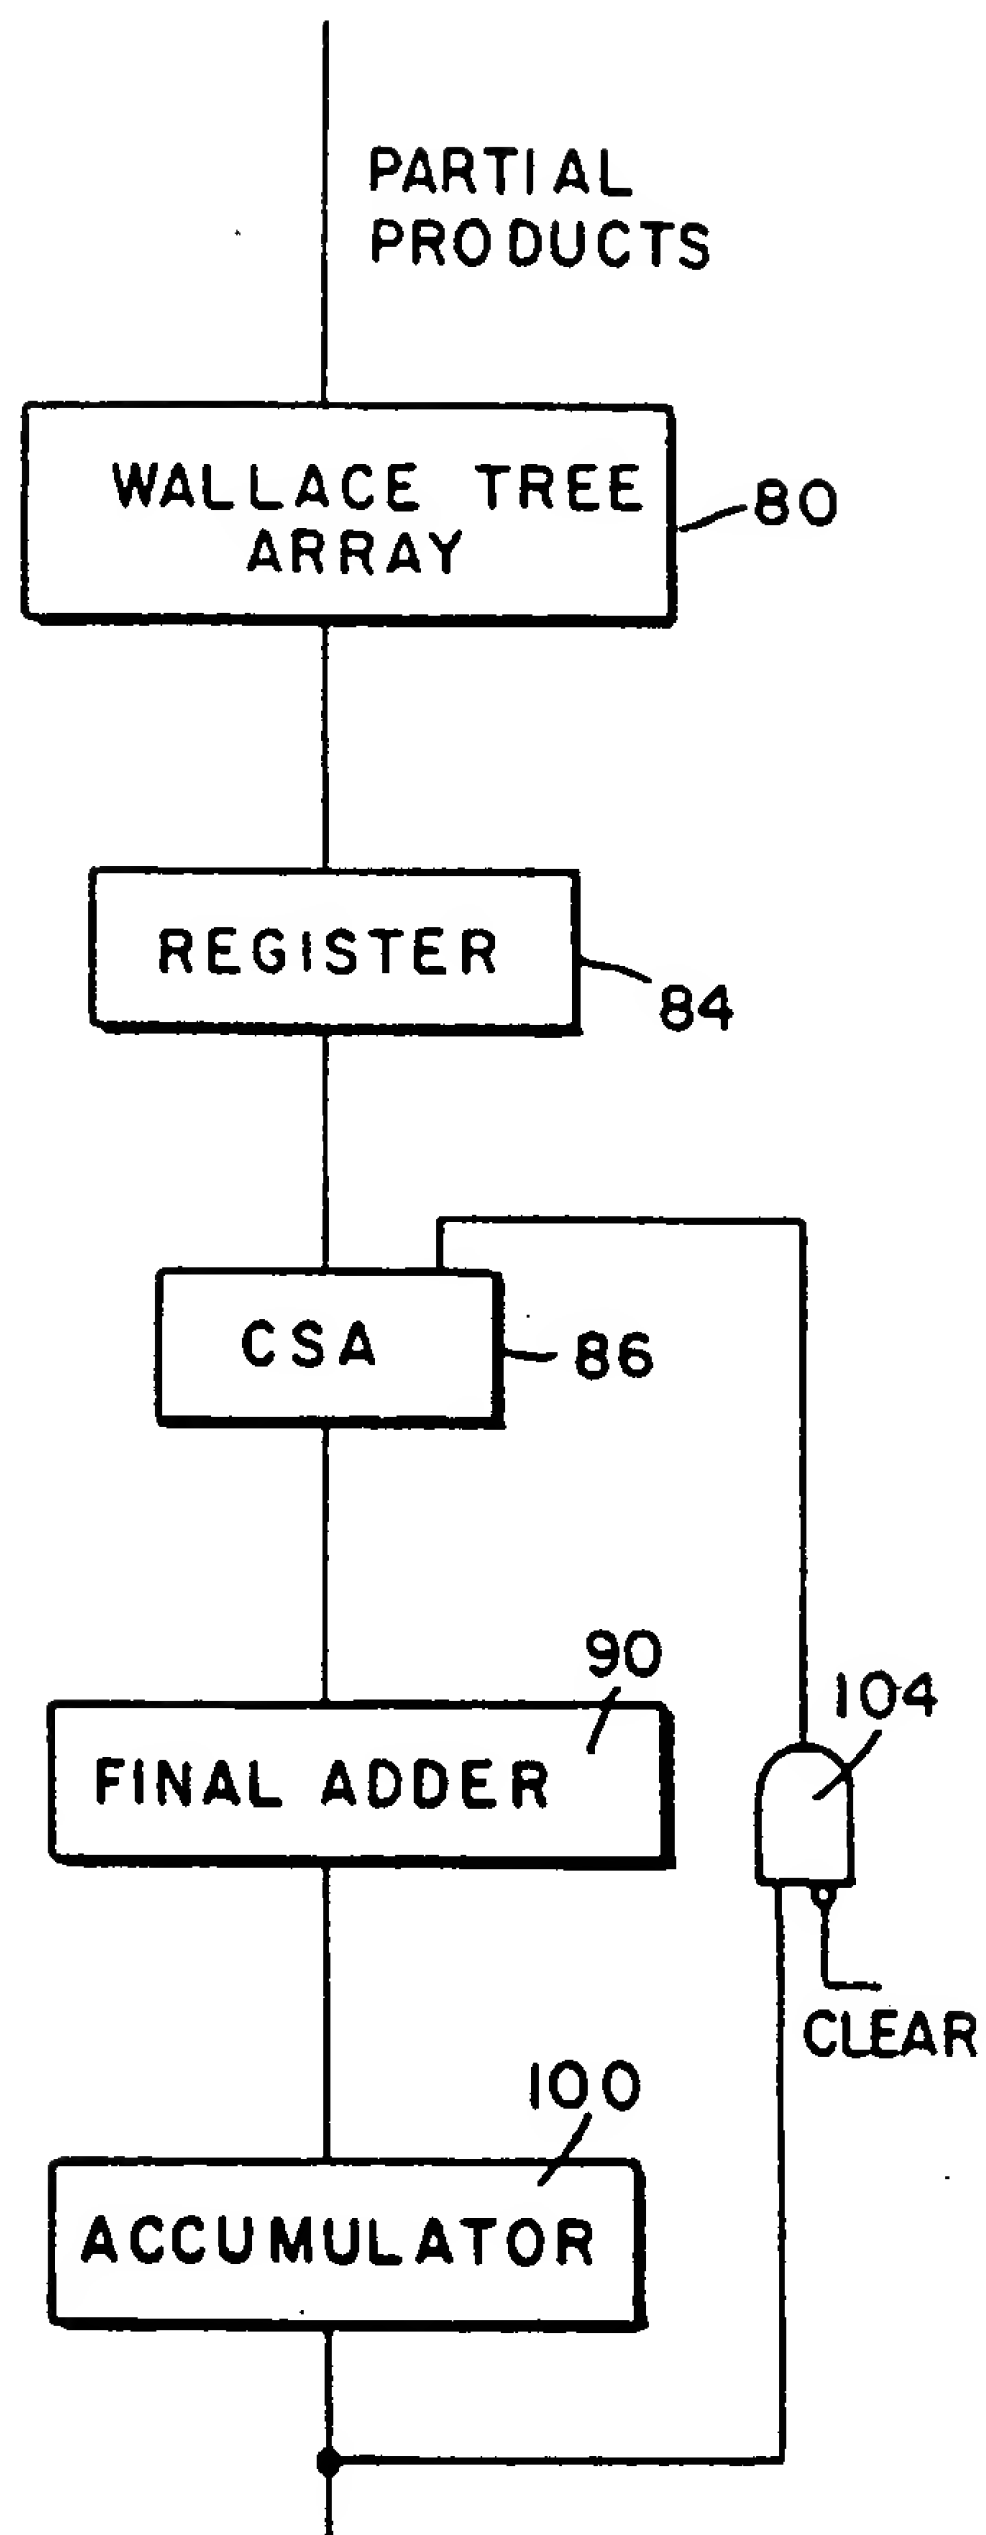 PARTIAL
PRODUCTS
WALLACE TREE
ARRAY
80
REGISTER
84
CSA
86
90
FINAL ADDER
104
CLEAR
100
ACCUMULATOR